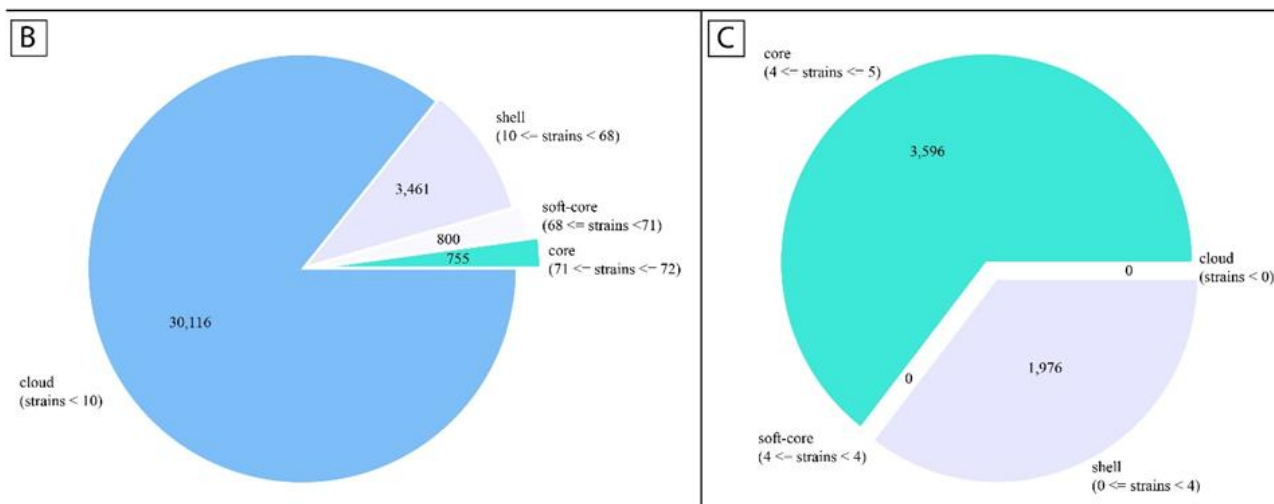 B
shell
(10 <= strains < 68)
3,461
soft-core
(68 <= strains <71)
800
core
(71 <= strains <= 72)
755
30,116
cloud
(strains < 10)
C
core
(4 <= strains <= 5)
3,596
cloud
(strains < 0)
0
1,976
0
soft-core
(4 <= strains < 4)
shell
(0 <= strains < 4)